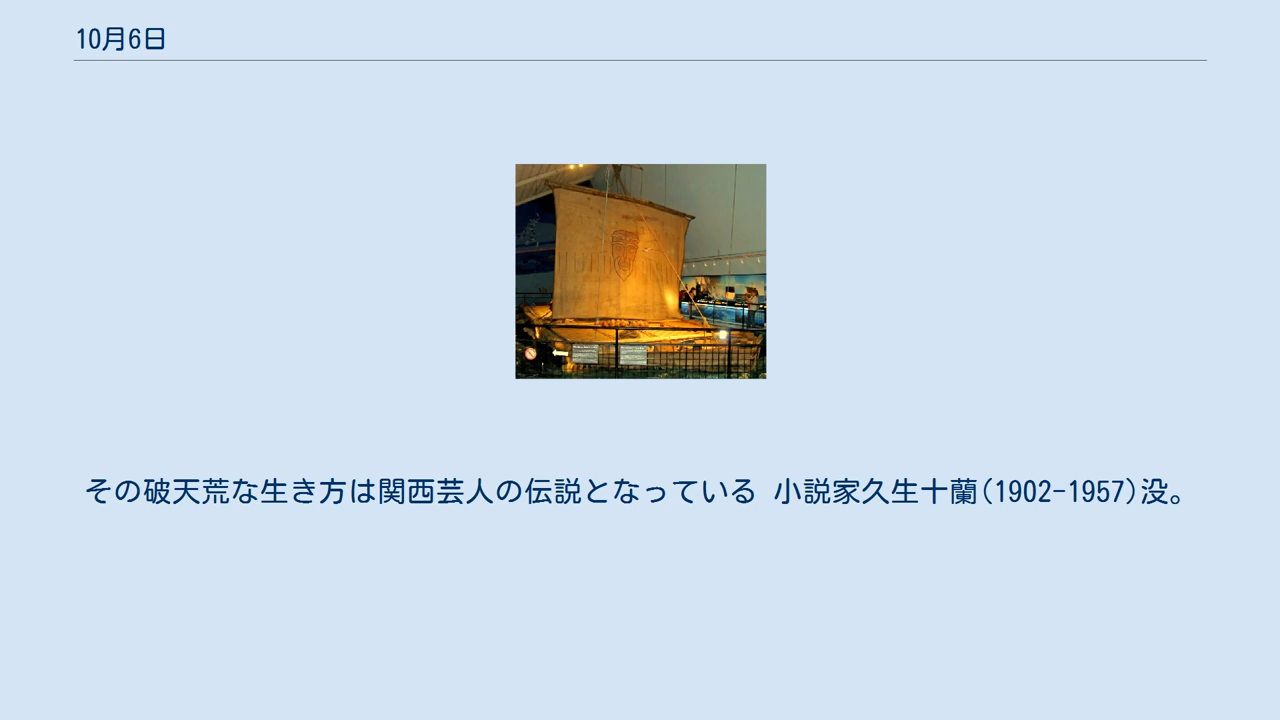 10月6日
その破天荒な生き方は関西芸人の伝説となっている 小説家久生十蘭(1902-1957)没。